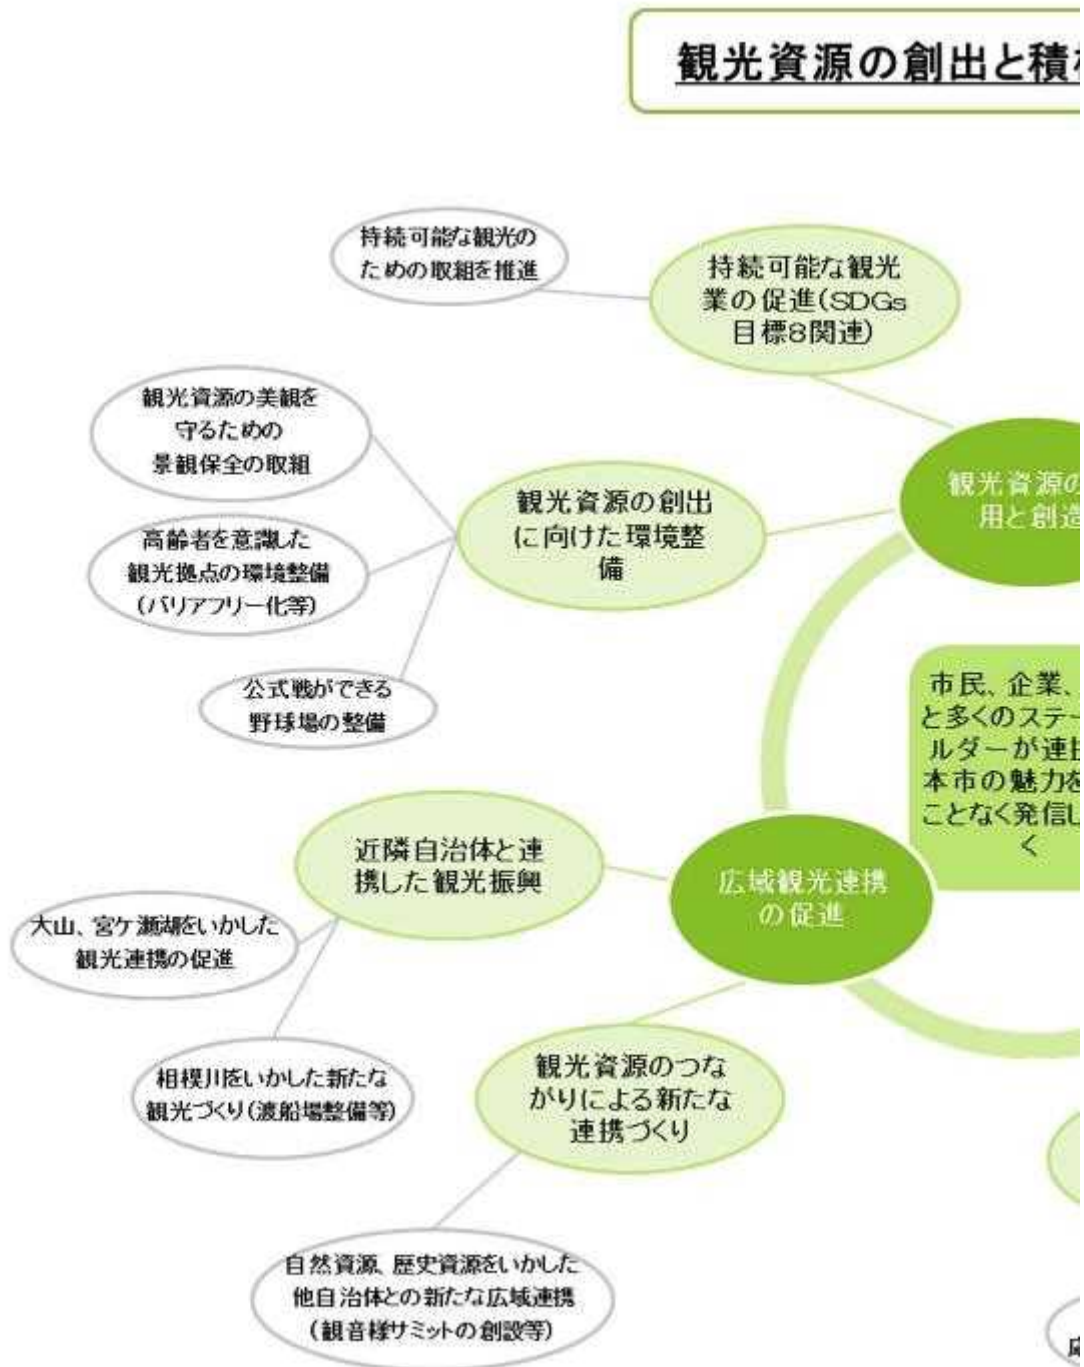 観光資源の創出と積
持続可能な観光の
ための取組を推進
持続可能な観光
業の促進(SDGs
目標8関連)
観光資源の美観を
守るための
景観保全の取組
観光資源の創出
に向けた環境整
備
観光資源の
用と創造
高齢者を意識した
観光拠点の環境整備
(バリアフリー化等)
公式戦ができる
野球場の整備
市民、企業、
と多くのステー
ルダーが連携
本市の魅力を
ことなく発信し
く
近隣自治体と連
携した観光振興
広域観光連携
の促進
大山、宮ケ瀬湖をいかした
観光連携の促進
相模川をいかした新たな
観光づくり(渡船場整備等)
観光資源のつな
がりによる新たな
連携づくり
自然資源、歴史資源をいかした
他自治体との新たな広域連携
(観音様サミットの創設等)